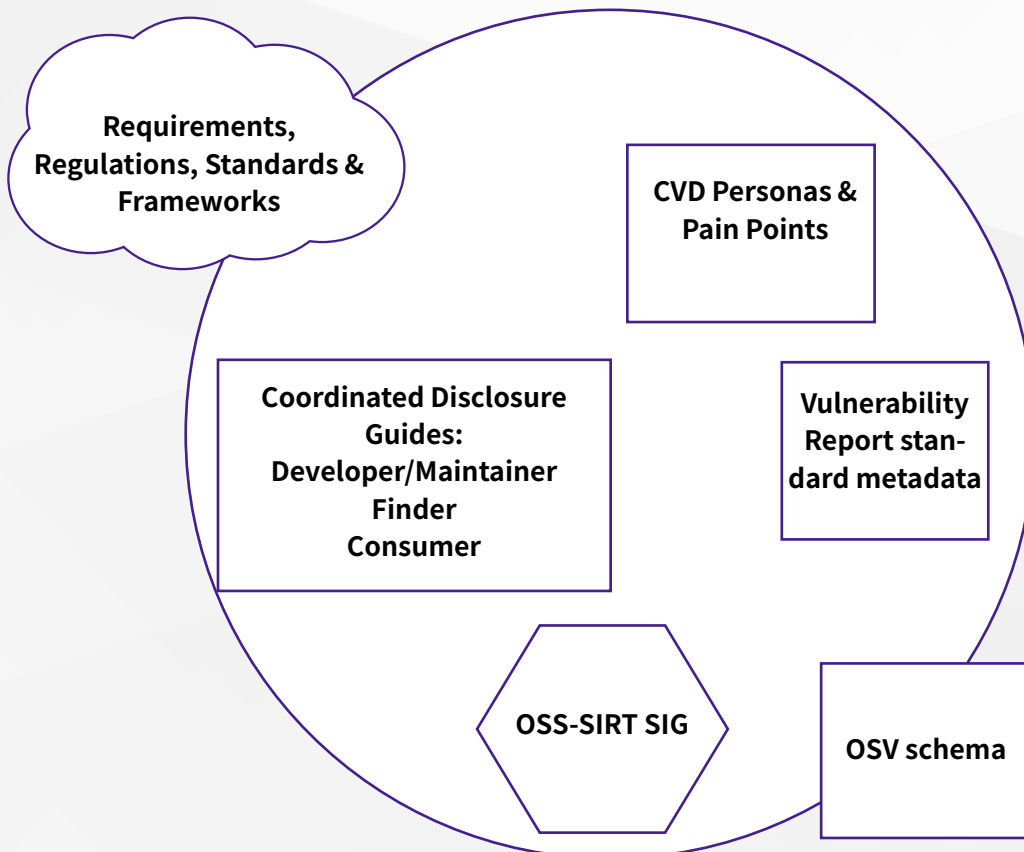 Requirements,
Regulations, Standards &
Frameworks
CVD Personas &
Pain Points
Coordinated Disclosure
Guides:
Developer/Maintainer
Finder
Consumer
Vulnerability
Report stan-
dard metadata
OSS-SIRT SIG
OSV schema